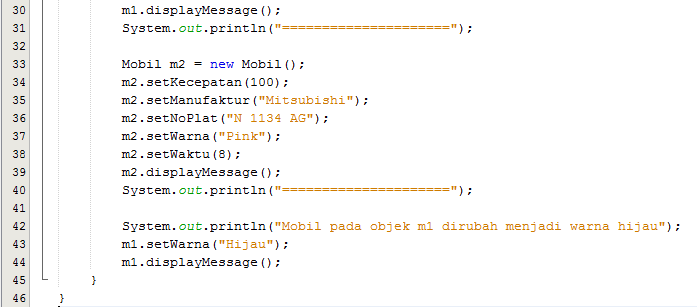 30 m1.displayMessage();
31 System.out.println("=====================");
32
33 Mobil m2 = new Mobil();
34 m2.setKecepatan(100);
35 m2.setManufaktur("Mitsubishi");
36 m2.setNoPlat("N 1134 AG");
37 m2.setWarna("Pink");
38 m2.setWaktu(8);
39 m2.displayMessage();
40 System.out.println("=====================");
41
42 System.out.println("Mobil pada objek m1 dirubah menjadi warna hijau");
43 m1.setWarna("Hijau");
44 m1.displayMessage();
45 }
46 }